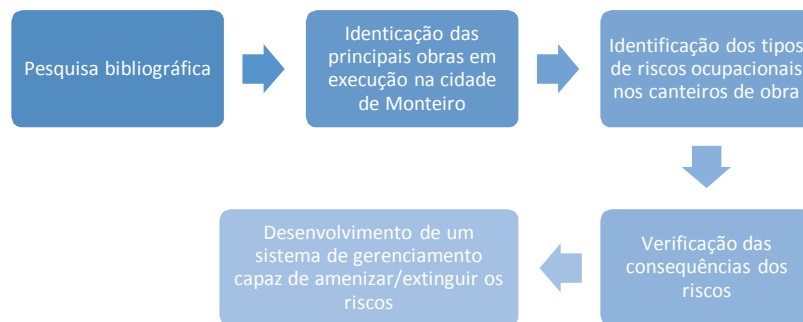 Pesquisa bibliográfica
Identicação das
principais obras em
execução na cidade
de Monteiro
Identificação dos tipos
de riscos ocupacionais
nos canteiros de obra
Verificação das
consequências dos
riscos
Desenvolvimento de um
sistema de gerenciamento
capaz de amenizar/extinguir os
riscos